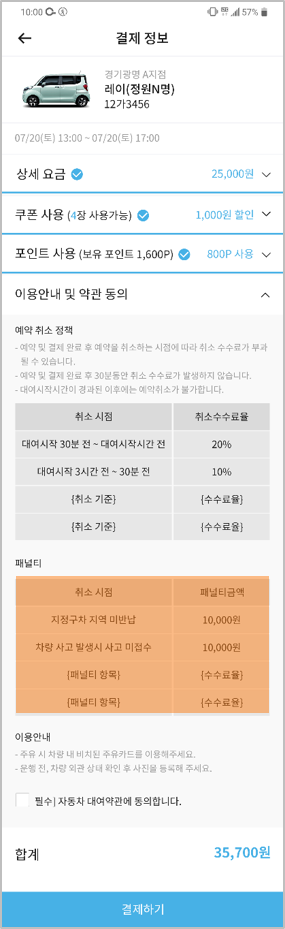 10:00
57%
결제 정보
경기광명 A지점
레이(정원N명)
12가3456
07/20(토) 13:00 ~ 07/20(토) 17:00
상세 요금 25,000원
쿠폰 사용 (4장 사용가능) 1,000원 할인
포인트 사용 (보유 포인트 1,600P) 800P 사용
이용안내 및 약관 동의
예약 취소 정책
- 예약 및 결제 완료 후 예약을 취소하는 시점에 따라 취소 수수료가 부과
될 수 있습니다.
- 예약 및 결제 완료 후 30분동안 취소 수수료가 발생하지 않습니다.
- 대여시작시간이 경과된 이후에는 예약취소가 불가합니다.
취소 시점 취소수수료율
대여시작 30분 전 ~ 대여시작시간 전 20%
대여시작 3시간 전 ~ 30분 전 10%
{취소 기준} {수수료율}
{취소 기준} {수수료율}
패널티
취소 시점 패널티금액
지정구차 지역 미반납 10,000원
차량 사고 발생시 사고 미접수 10,000원
{패널티 항목} {수수료율}
{패널티 항목} {수수료율}
이용안내
- 주유 시 차량 내 비치된 주유카드를 이용해주세요.
- 운행 전, 차량 외관 상태 확인 후 사진을 등록해 주세요.
필수| 자동차 대여약관에 동의합니다.
합계 35,700원
결제하기